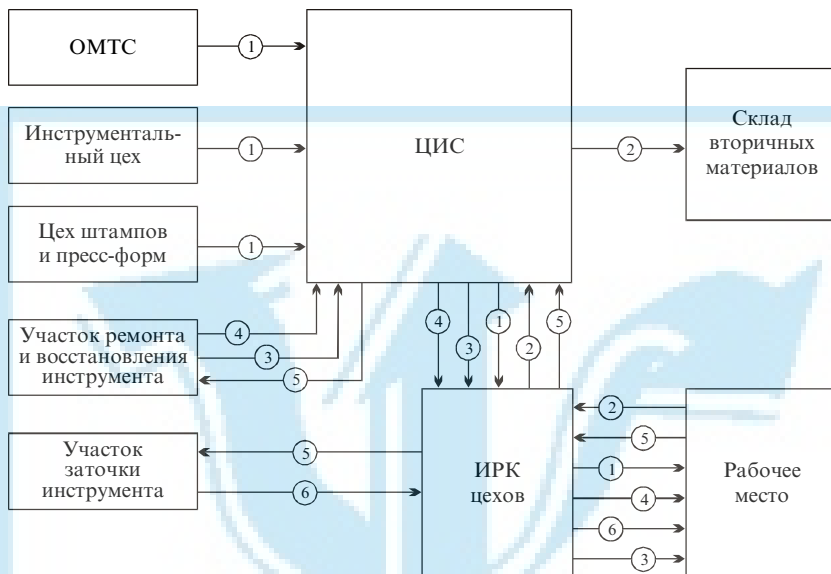 ОМТС
1
Инструменталь-
ный цех
1
ЦИС
2
Склад
вторичных
материалов
Цех штампов
и пресс-форм
1
Участок ремонта
и восстановления
инструмента
4
3
5
4
3
1
2
5
Участок
заточки
инструмента
5
6
ИРК
цехов
2
5
1
4
6
3
Рабочее
место